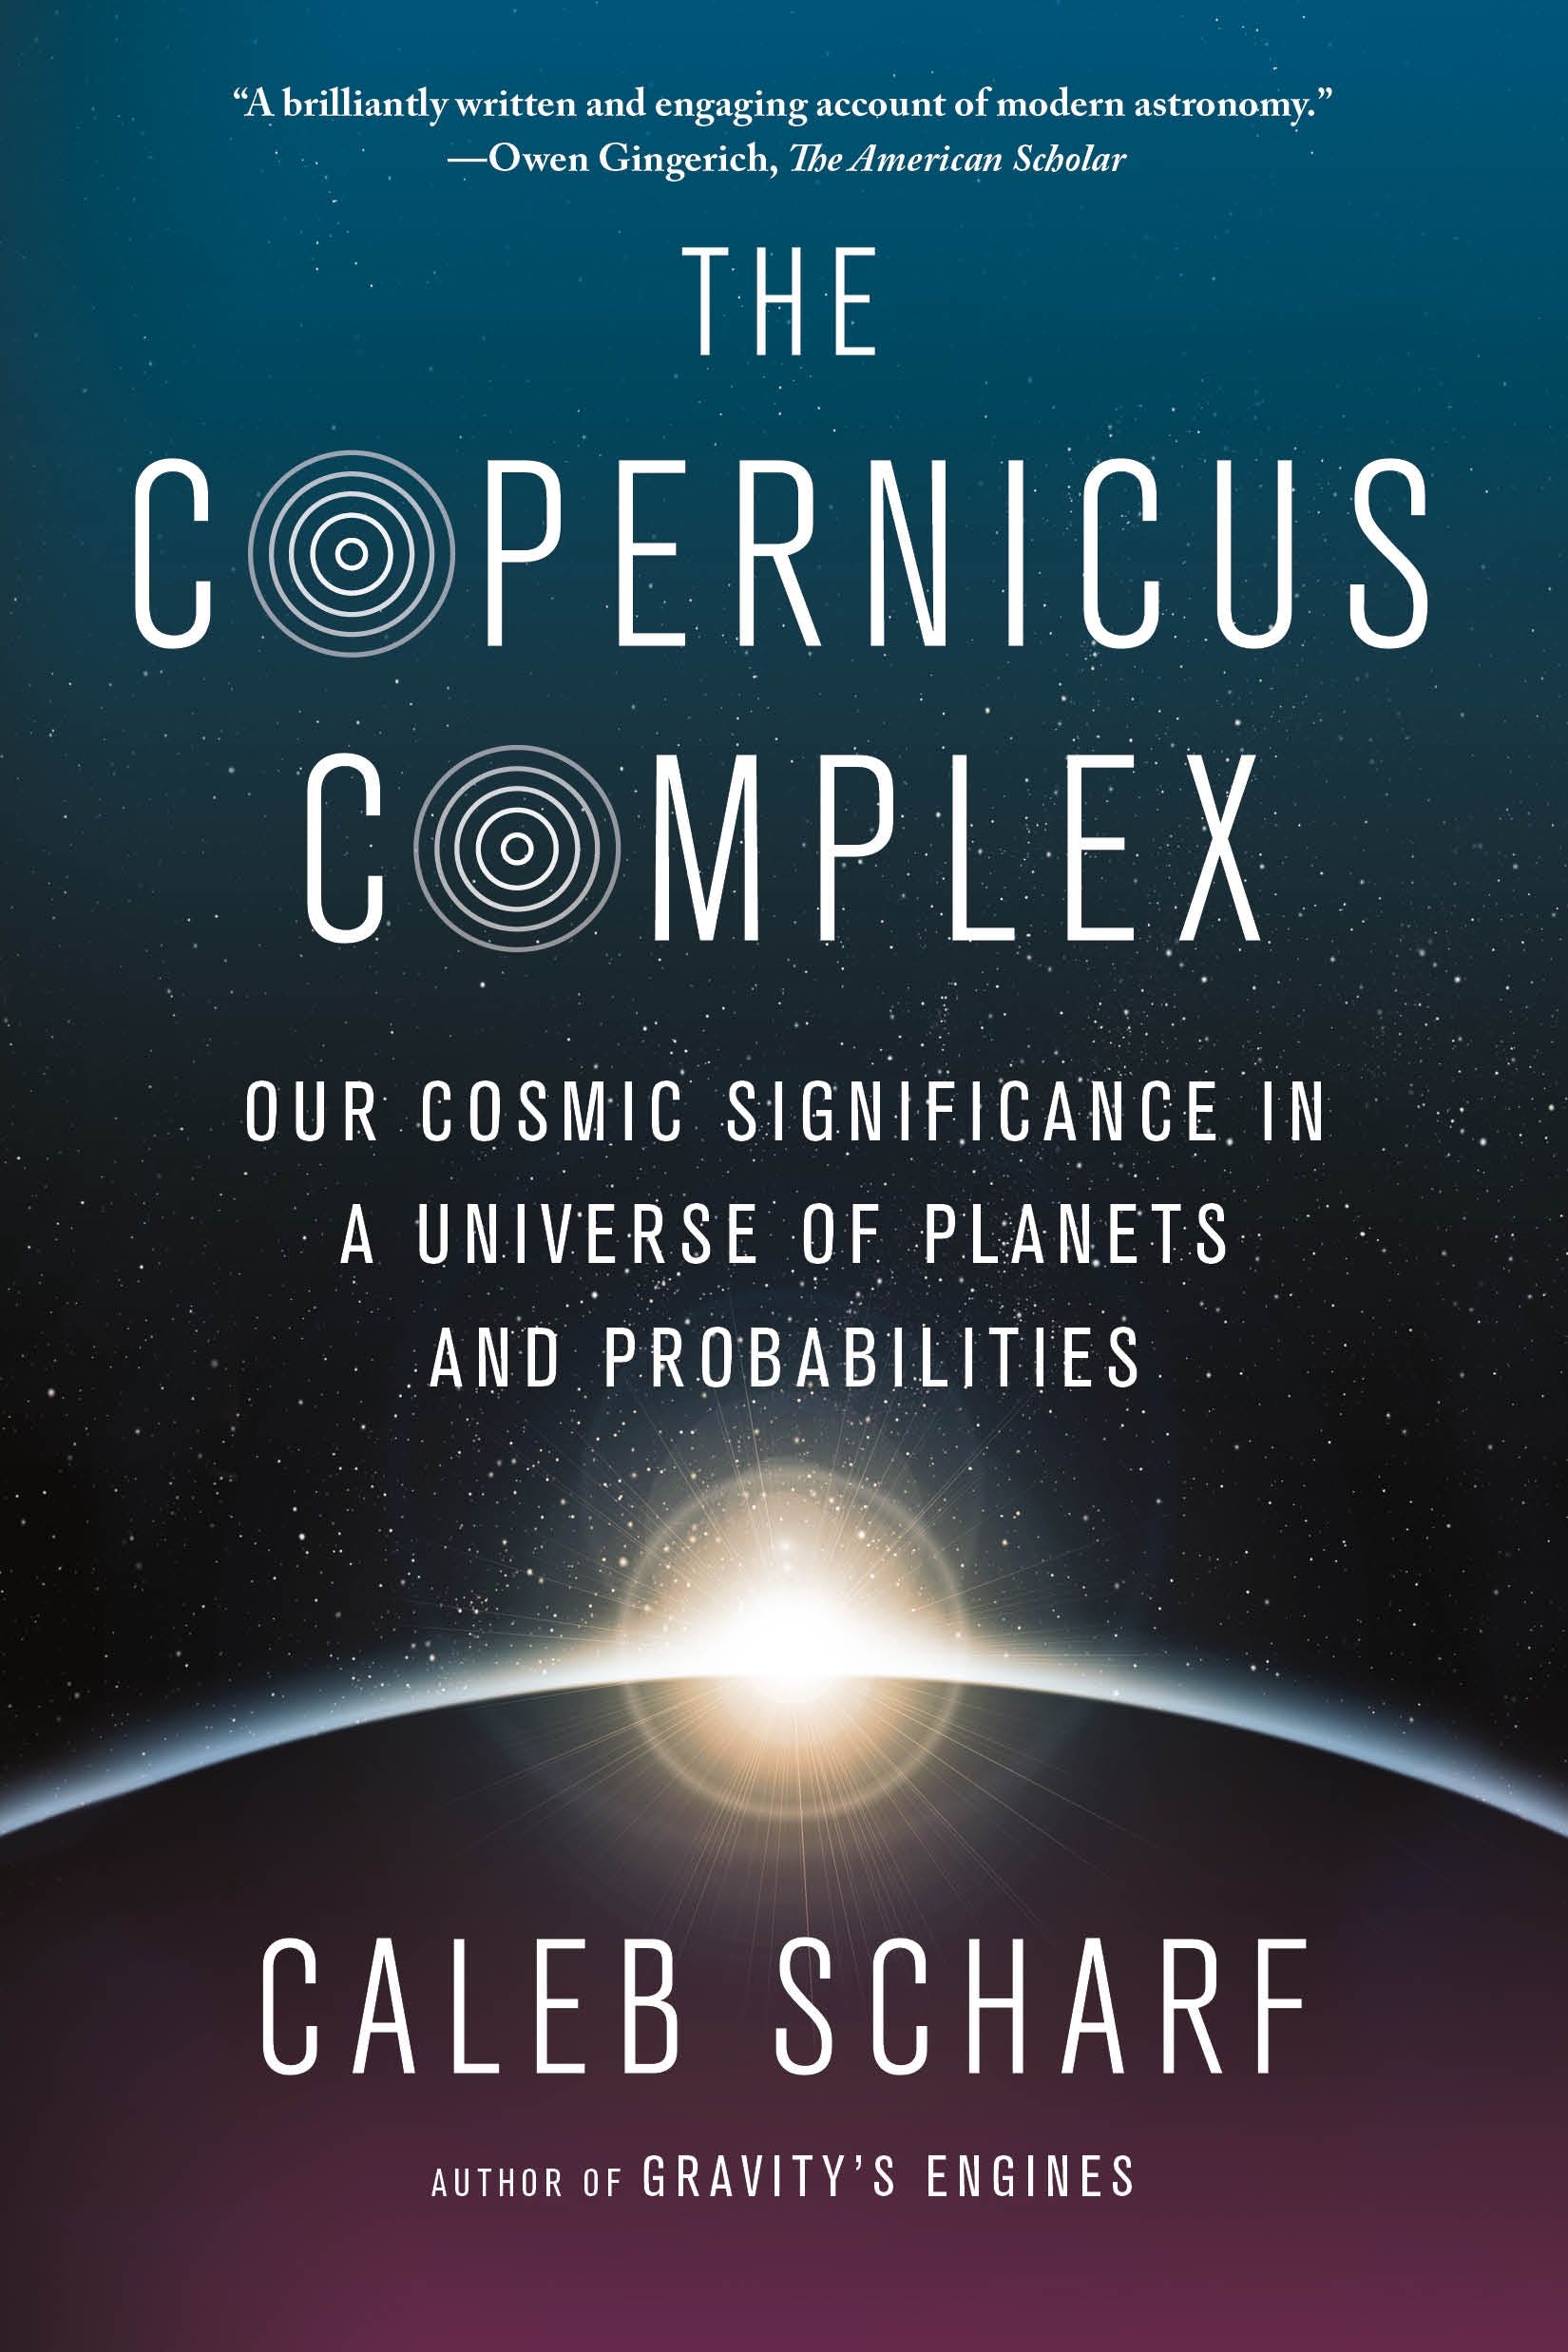 “A brilliantly written and engaging account of modern astronomy.”
—Owen Gingerich, The American Scholar
THE
COPERNICUS
COMPLEX
OUR COSMIC SIGNIFICANCE IN
A UNIVERSE OF PLANETS
AND PROBABILITIES
CALEB SCHARF
AUTHOR OF GRAVITY’S ENGINES